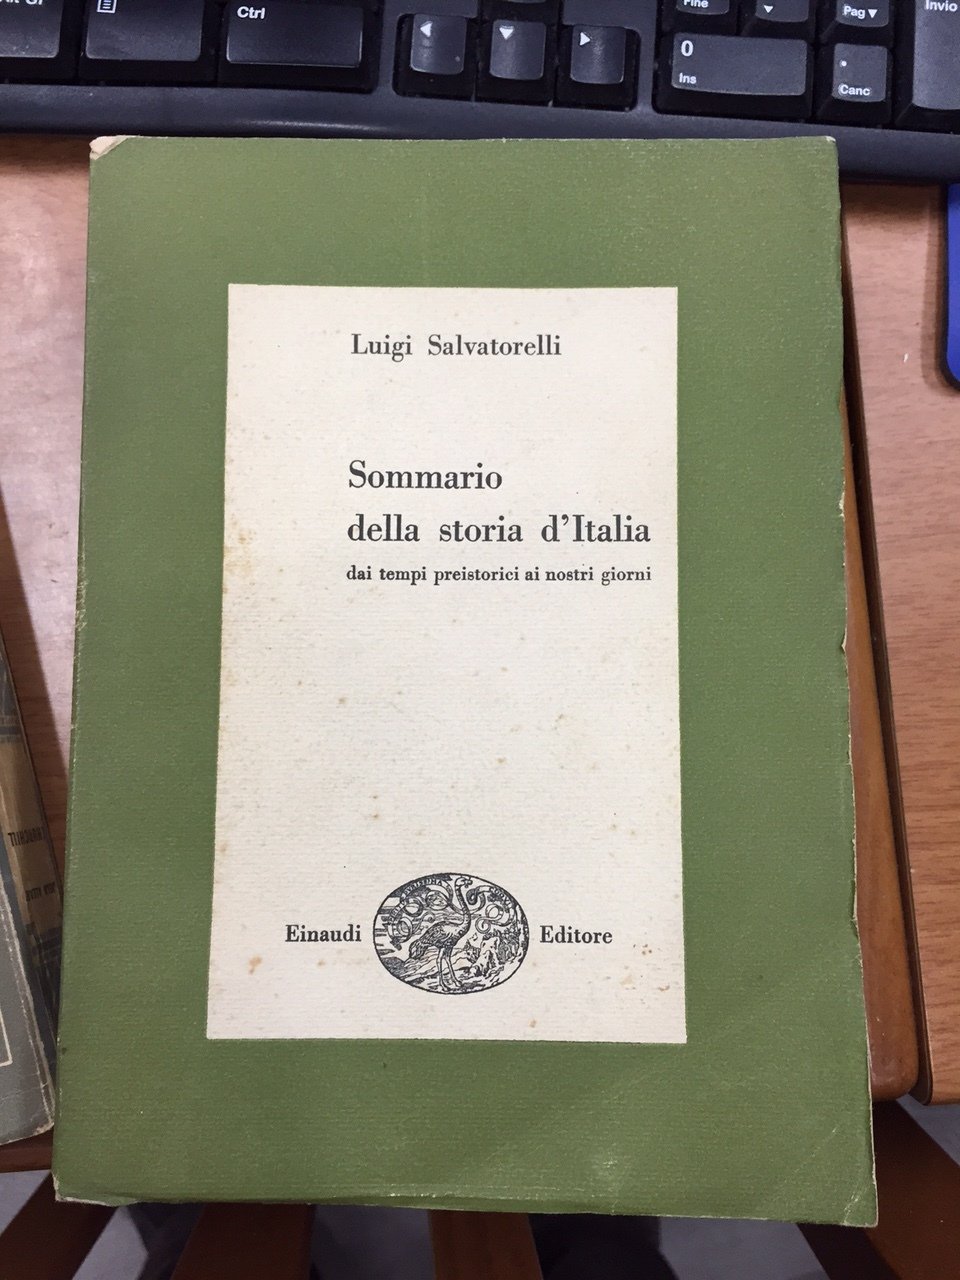 Ctrl
Fine
Pag
Invio
0
Ins
.
Canc
Luigi Salvatorelli
Sommario
della storia d'Italia
dai tempi preistorici ai nostri giorni
Einaudi Editore